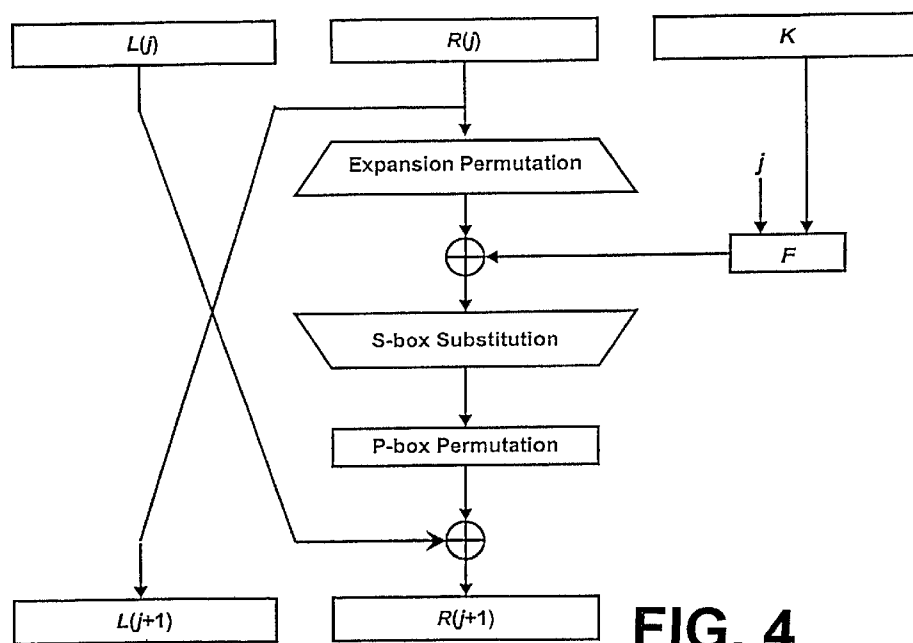 L(j)
R(j)
K
Expansion Permutation
j
F
S-box Substitution
P-box Permutation
L(j+1)
R(j+1)
FIG. 4